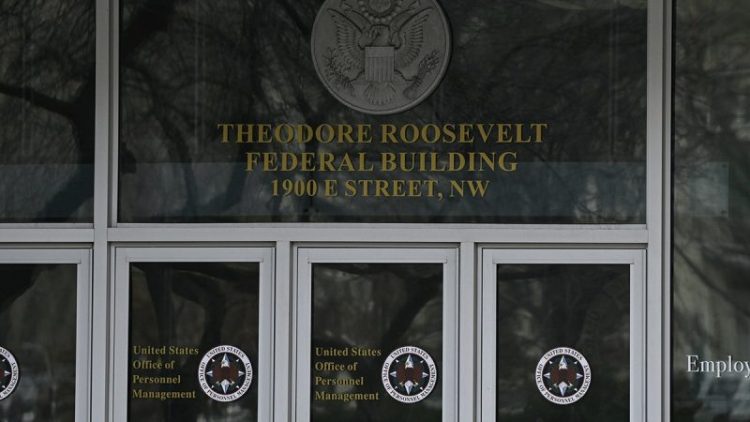 THEODORE ROOSEVELT
FEDERAL BUILDING
1900 E STREET, NW
United States
Office of
Personnel
Management
United States
Office of
Personnel
Management
Employ